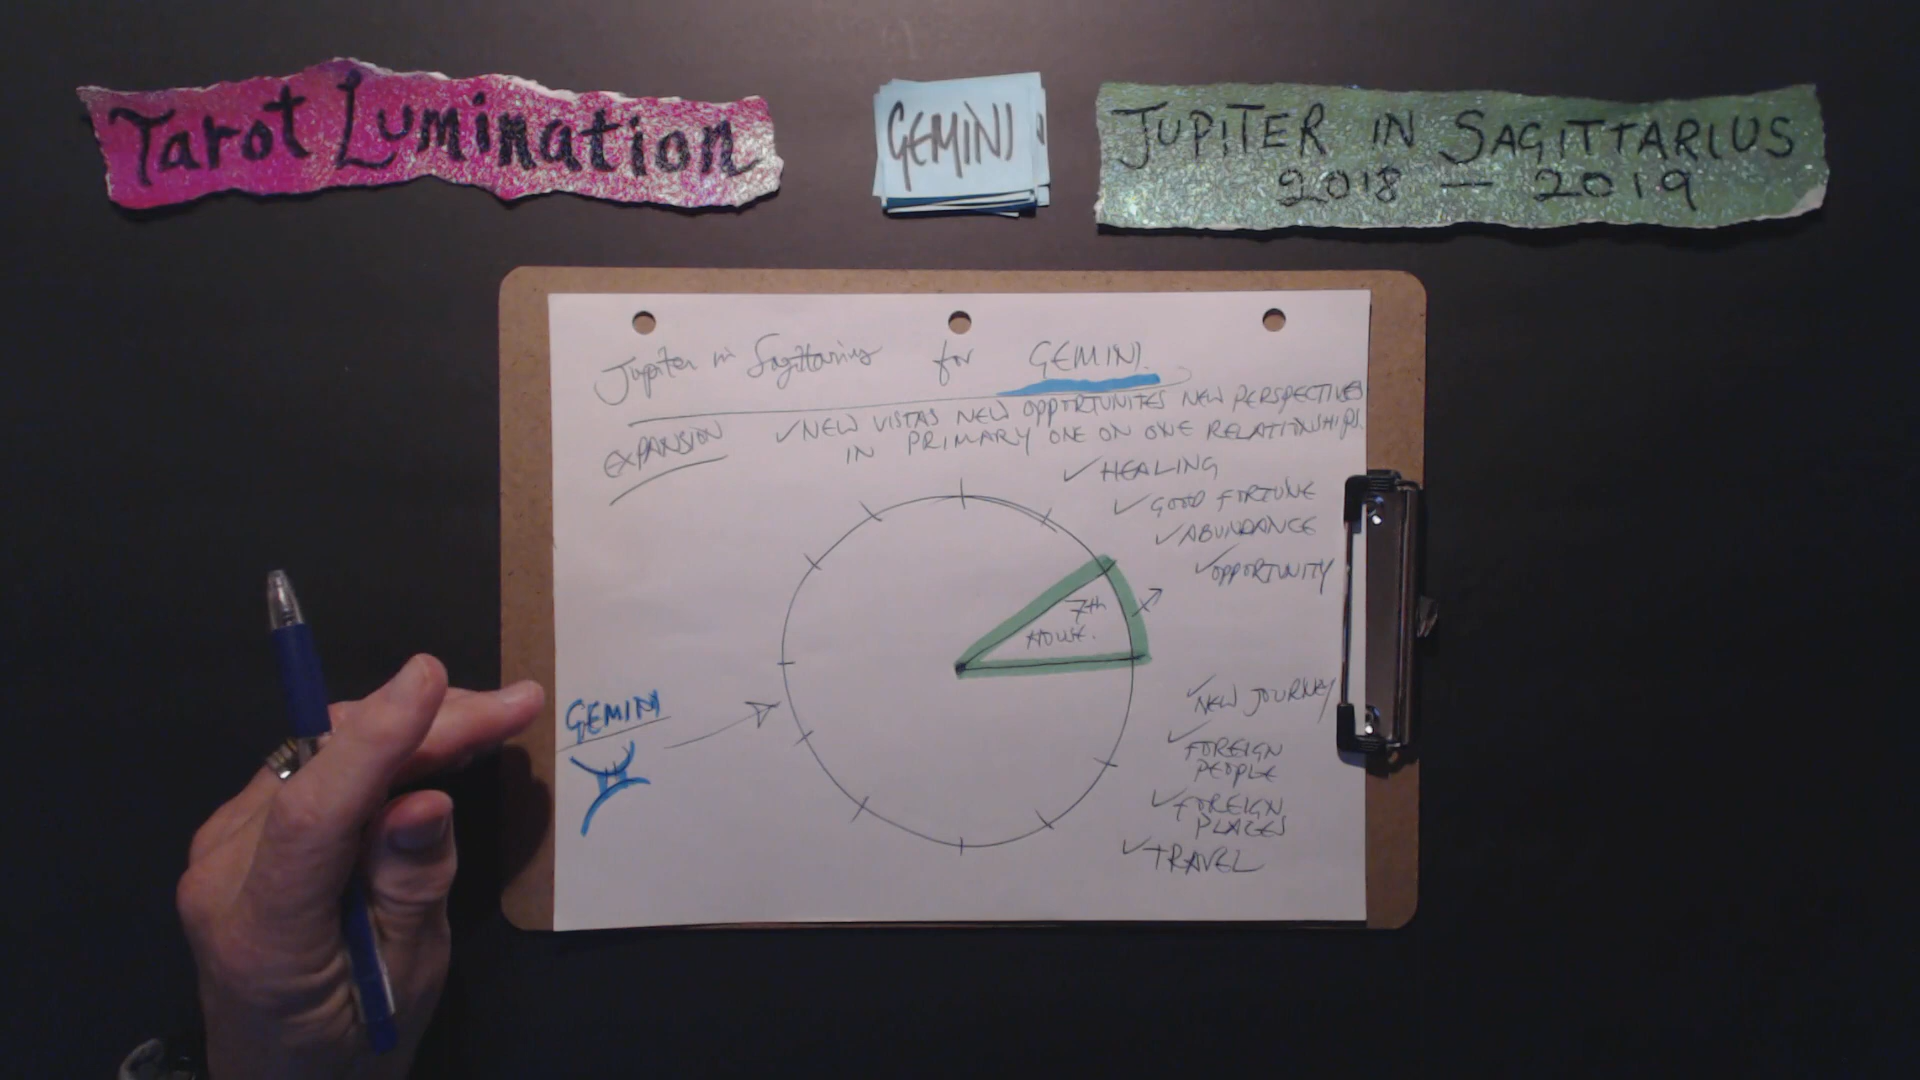 Tarot Lumination
GEMINI
JUPITER IN SAGITTARIUS
2018 — 2019
Jupiter in Sagittarius for GEMINI.
EXPANSION
✓NEW VISTAS NEW OPPORTUNITES NEW PERSPECTIVES
IN PRIMARY ONE ON ONE RELATIONSHIPS.
✓HEALING
✓GOOD FORTUNE
✓ABUNDANCE
✓OPPORTUNITY
7th
HOUSE.
GEMINI
✓NEW JOURNEY
✓FOREIGN
PEOPLE
✓FOREIGN
PLACES
✓TRAVEL